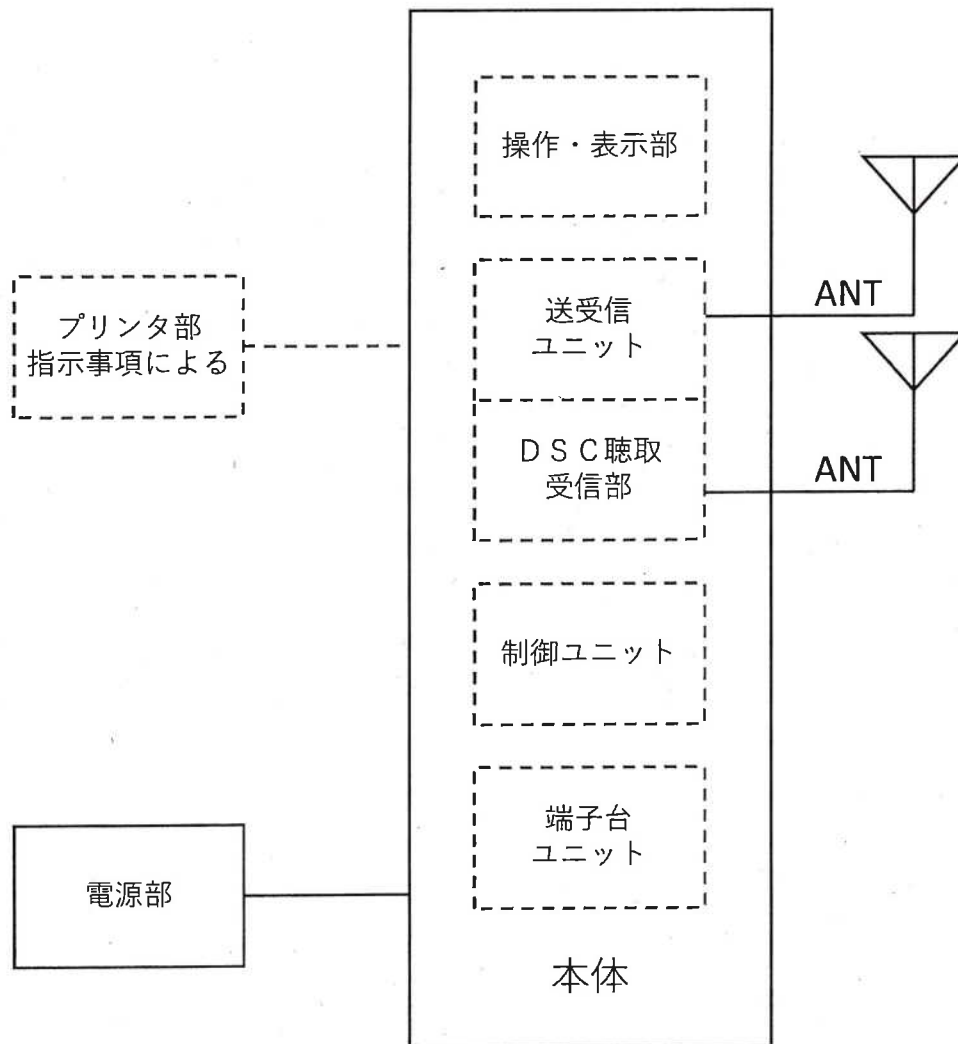 操作・表示部
プリンタ部
指示事項による
送受信
ユニット
ANT
DSC聴取
受信部
ANT
制御ユニット
端子台
ユニット
電源部
本体